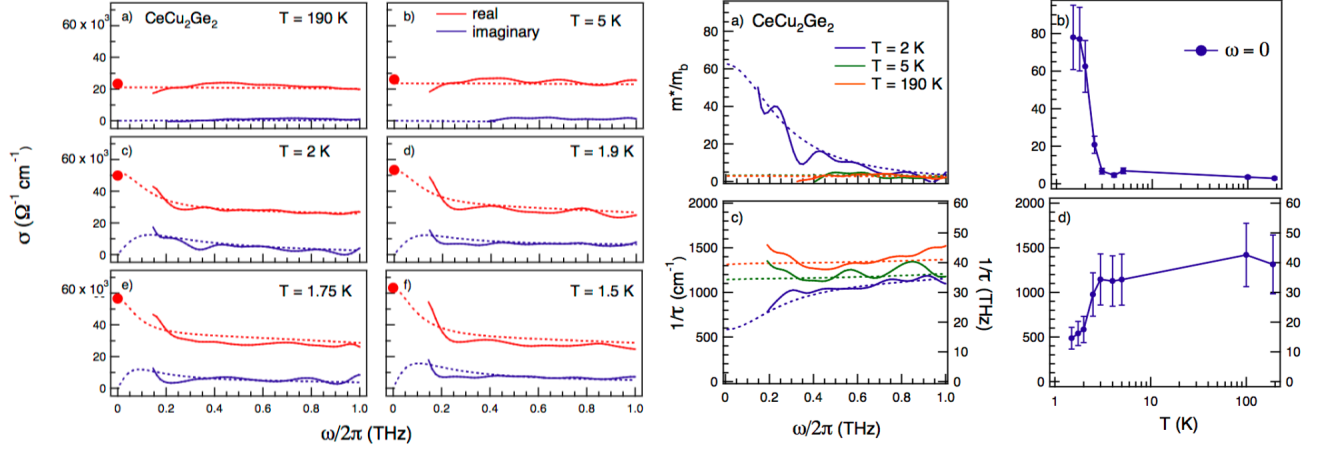 a) CeCu₂Ge₂ T = 190 K
60 x 10³
40
20
0
b) real T = 5 K
imaginary
c) T = 2 K
60 x 10³
40
20
0
d) T = 1.9 K
e) T = 1.75 K
60 x 10³
40
20
0
f) T = 1.5 K
σ (Ω⁻¹ cm⁻¹)
0 0.2 0.4 0.6 0.8 1.0
0 0.2 0.4 0.6 0.8 1.0
ω/2π (THz)
a) CeCu₂Ge₂
T = 2 K
T = 5 K
T = 190 K
80
60
40
20
0
m*/m_b
b) ω = 0
80
60
40
20
0
c)
2000
1500
1000
500
0
1/τ (cm⁻¹)
60
50
40
30
20
10
0
1/τ (THz)
0 0.2 0.4 0.6 0.8 1.0
ω/2π (THz)
d)
2000
1500
1000
500
0
60
50
40
30
20
10
0
1 10 100
T (K)